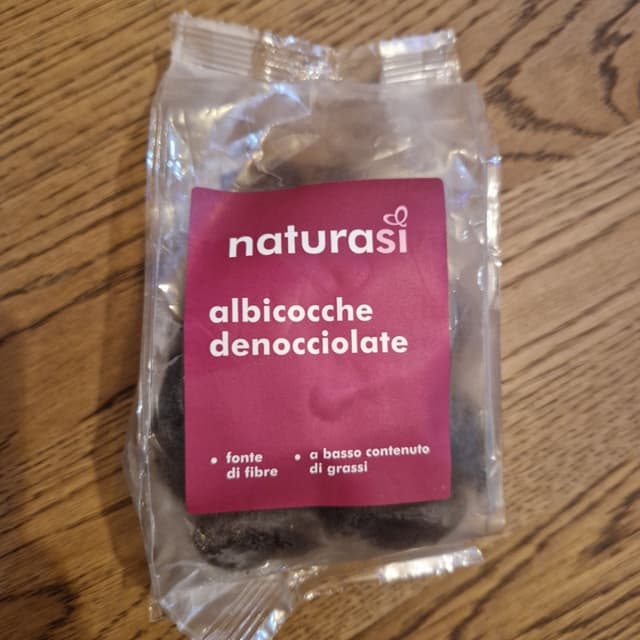 naturasì
albicocche
denocciolate
• fonte
di fibre
• a basso contenuto
di grassi